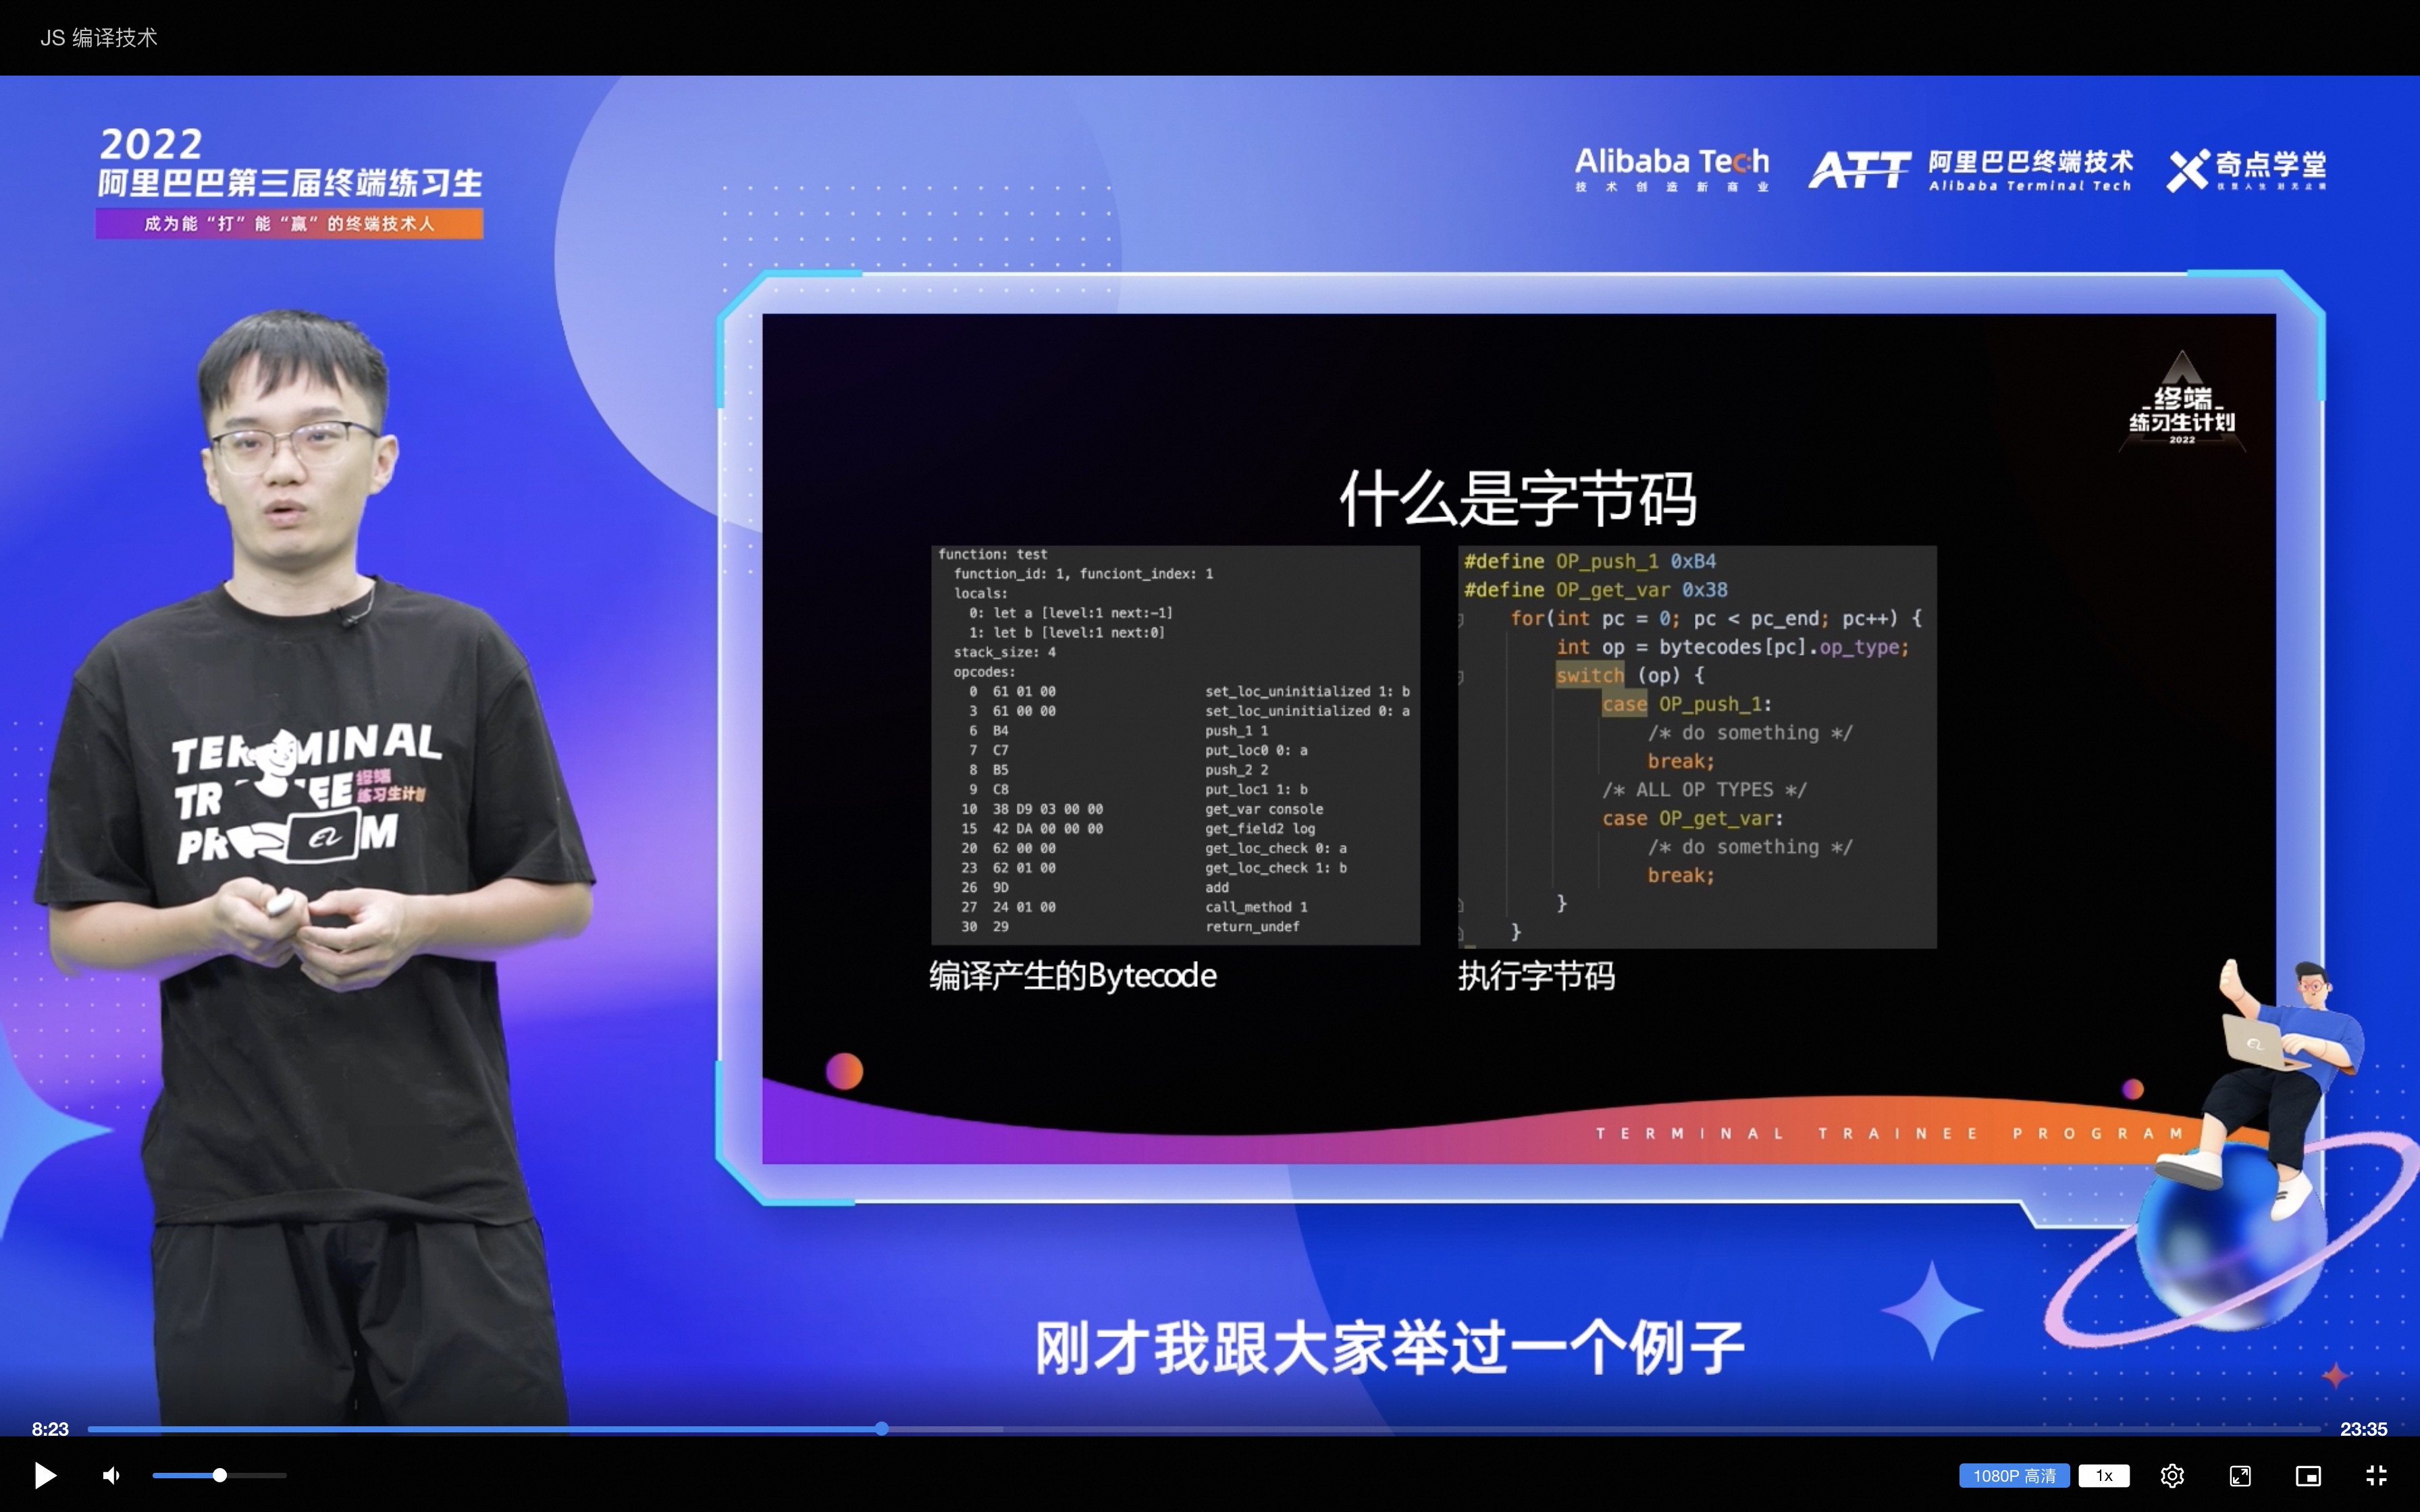 JS 编译技术
2022
阿里巴巴第三届终端练习生
成为能“打”能“赢”的终端技术人
Alibaba Tech
技术创造新商业
ATT
阿里巴巴终端技术
Alibaba Terminal Tech
奇点学堂
终端
练习生计划
2022
什么是字节码
function: test
function_id: 1, funciont_index: 1
locals:
0: let a [level:1 next:-1]
1: let b [level:1 next:0]
stack_size: 4
opcodes:
0 61 01 00 set_loc_uninitialized 1: b
3 61 00 00 set_loc_uninitialized 0: a
6 B4 push_1 1
7 C7 put_loc0 0: a
8 B5 push_2 2
9 C8 put_loc1 1: b
10 38 D9 03 00 00 get_var console
15 42 DA 00 00 00 get_field2 log
20 62 00 00 get_loc_check 0: a
23 62 01 00 get_loc_check 1: b
26 9D add
27 24 01 00 call_method 1
30 29 return_undef
编译产生的Bytecode
#define OP_push_1 0xB4
#define OP_get_var 0x38
for(int pc = 0; pc < pc_end; pc++) {
int op = bytecodes[pc].op_type;
switch (op) {
case OP_push_1:
/* do something */
break;
/* ALL OP TYPES */
case OP_get_var:
/* do something */
break;
}
}
执行字节码
TERMINAL TRAINEE PROGRAM
TERMINAL
TR EE
终端
练习生计划
PR M
刚才我跟大家举过一个例子
8:23
23:35
1080P 高清
1x